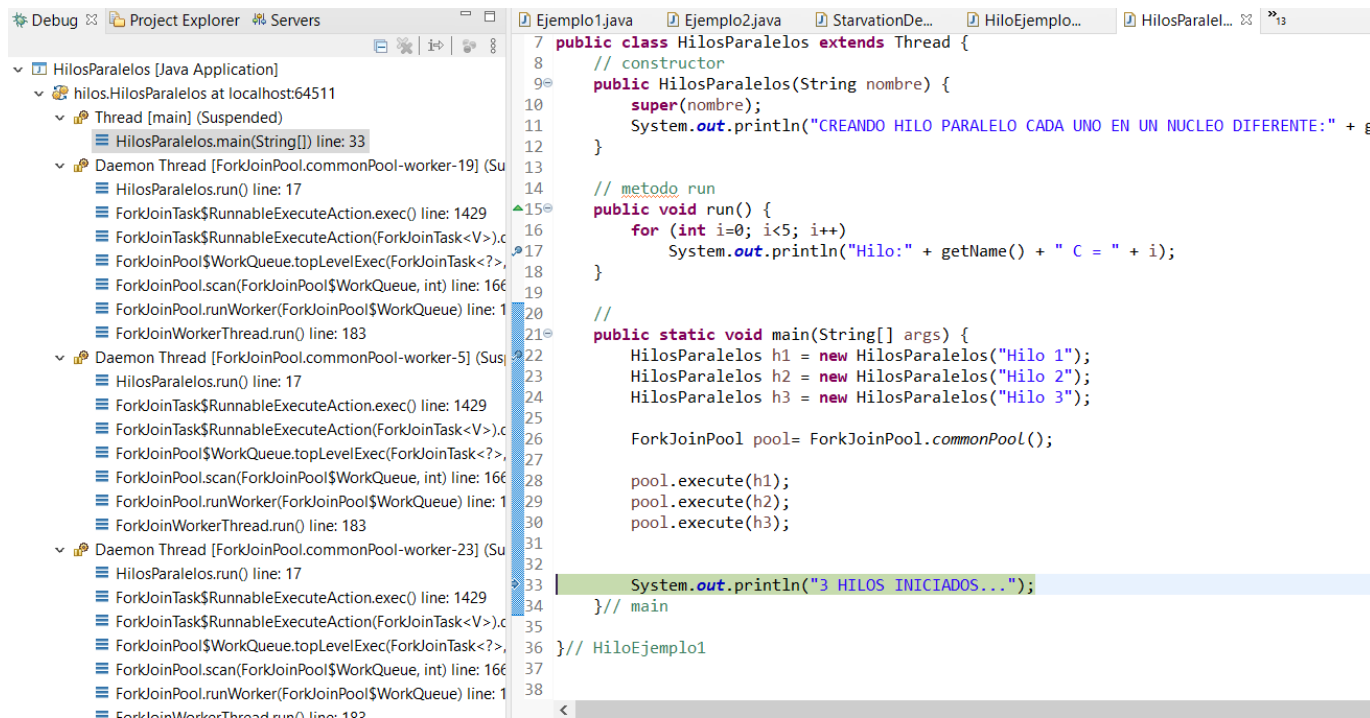 Debug Project Explorer Servers
HilosParalelos [Java Application]
hilos.HilosParalelos at localhost:64511
Thread [main] (Suspended)
HilosParalelos.main(String[]) line: 33
Daemon Thread [ForkJoinPool.commonPool-worker-19] (Su
HilosParalelos.run() line: 17
ForkJoinTask$RunnableExecuteAction.exec() line: 1429
ForkJoinTask$RunnableExecuteAction(ForkJoinTask<V>).d
ForkJoinPool$WorkQueue.topLevelExec(ForkJoinTask<?>,
ForkJoinPool.scan(ForkJoinPool$WorkQueue, int) line: 166
ForkJoinPool.runWorker(ForkJoinPool$WorkQueue) line: 1
ForkJoinWorkerThread.run() line: 183
Daemon Thread [ForkJoinPool.commonPool-worker-5] (Sus
HilosParalelos.run() line: 17
ForkJoinTask$RunnableExecuteAction.exec() line: 1429
ForkJoinTask$RunnableExecuteAction(ForkJoinTask<V>).d
ForkJoinPool$WorkQueue.topLevelExec(ForkJoinTask<?>,
ForkJoinPool.scan(ForkJoinPool$WorkQueue, int) line: 166
ForkJoinPool.runWorker(ForkJoinPool$WorkQueue) line: 1
ForkJoinWorkerThread.run() line: 183
Daemon Thread [ForkJoinPool.commonPool-worker-23] (Su
HilosParalelos.run() line: 17
ForkJoinTask$RunnableExecuteAction.exec() line: 1429
ForkJoinTask$RunnableExecuteAction(ForkJoinTask<V>).d
ForkJoinPool$WorkQueue.topLevelExec(ForkJoinTask<?>,
ForkJoinPool.scan(ForkJoinPool$WorkQueue, int) line: 166
ForkJoinPool.runWorker(ForkJoinPool$WorkQueue) line: 1
ForkJoinWorkerThread.run() line: 183
Ejemplo1.java Ejemplo2.java StarvationDe... HiloEjemplo... HilosParalel... »13
7 public class HilosParalelos extends Thread {
8 // constructor
9 public HilosParalelos(String nombre) {
10 super(nombre);
11 System.out.println("CREANDO HILO PARALELO CADA UNO EN UN NUCLEO DIFERENTE:" + g
12 }
13
14 // metodo run
15 public void run() {
16 for (int i=0; i<5; i++)
17 System.out.println("Hilo:" + getName() + " C = " + i);
18 }
19
20 //
21 public static void main(String[] args) {
22 HilosParalelos h1 = new HilosParalelos("Hilo 1");
23 HilosParalelos h2 = new HilosParalelos("Hilo 2");
24 HilosParalelos h3 = new HilosParalelos("Hilo 3");
25
26 ForkJoinPool pool= ForkJoinPool.commonPool();
27
28 pool.execute(h1);
29 pool.execute(h2);
30 pool.execute(h3);
31
32
33 System.out.println("3 HILOS INICIADOS...");
34 }// main
35
36 }// HiloEjemplo1
37
38